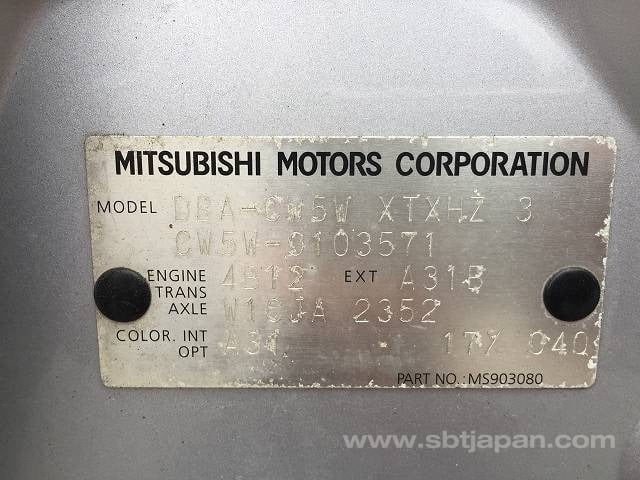 MITSUBISHI MOTORS CORPORATION
MODEL DBA-CW5W XTXHZ 3
CW5W-0103571
ENGINE 4B12 EXT A31B
TRANS
AXLE W1CJA 2352
COLOR. INT A31
OPT 17Z 040
PART NO.: MS903080
www.sbtjapan.com